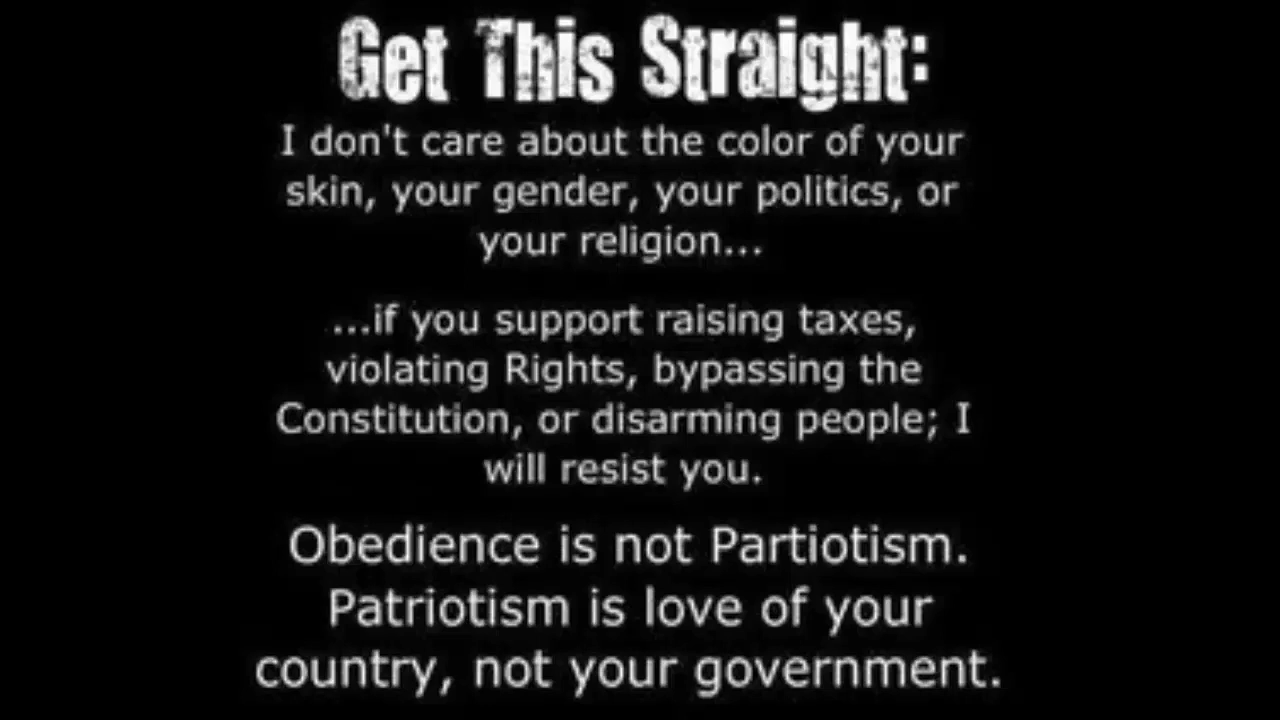 Get This Straight:
I don't care about the color of your
skin, your gender, your politics, or
your religion...
...if you support raising taxes,
violating Rights, bypassing the
Constitution, or disarming people; I
will resist you.
Obedience is not Partiotism.
Patriotism is love of your
country, not your government.